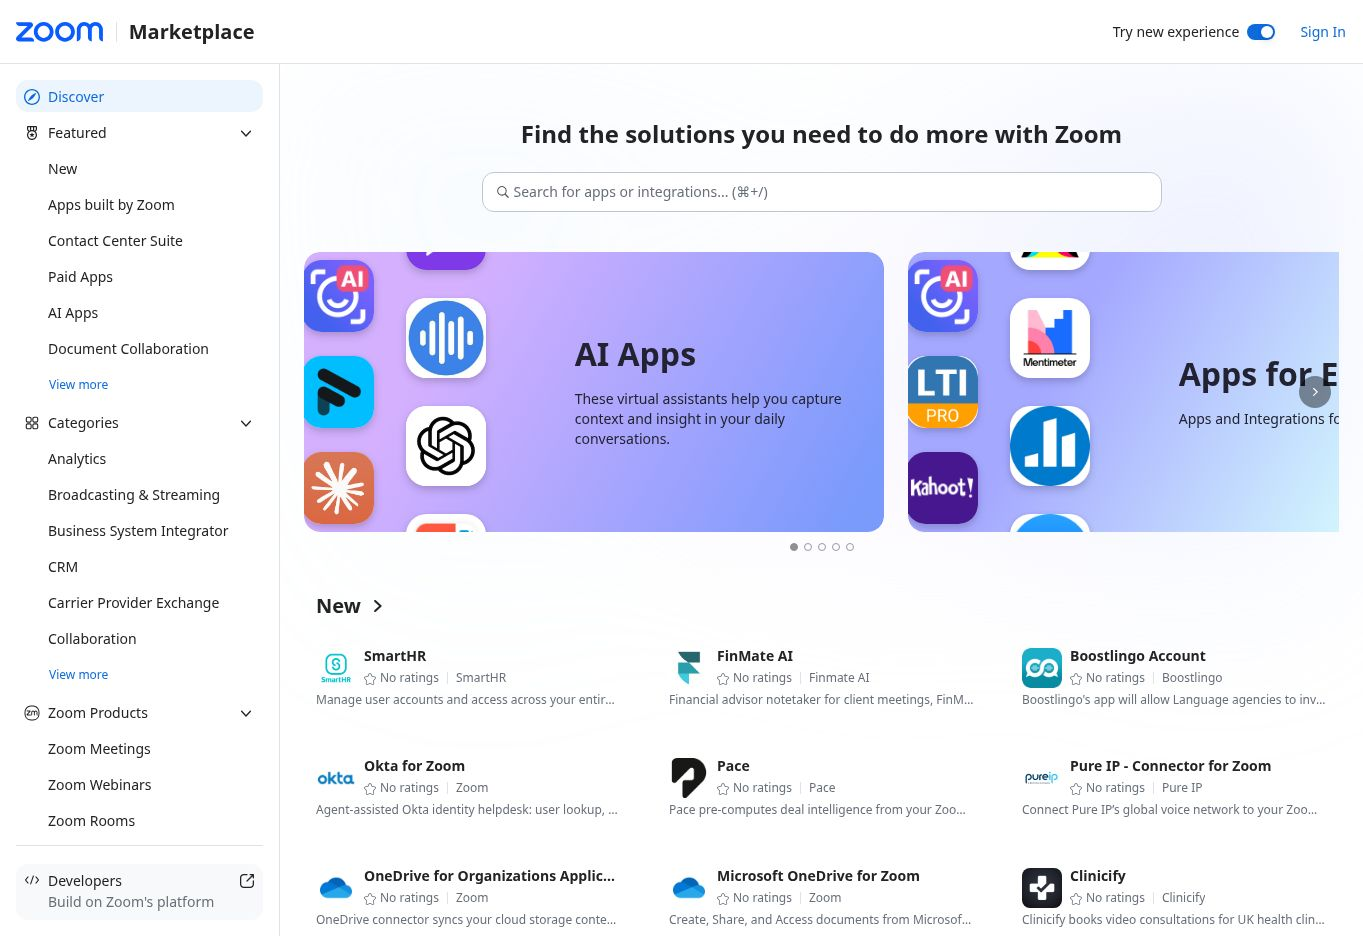 zoom Marketplace
Try new experience
Sign In
Discover
Featured
New
Apps built by Zoom
Contact Center Suite
Paid Apps
AI Apps
Document Collaboration
View more
Categories
Analytics
Broadcasting & Streaming
Business System Integrator
CRM
Carrier Provider Exchange
Collaboration
View more
zm Zoom Products
Zoom Meetings
Zoom Webinars
Zoom Rooms
Developers
Build on Zoom's platform
Find the solutions you need to do more with Zoom
Search for apps or integrations... (⌘+/)
AI
AI Apps
These virtual assistants help you capture
context and insight in your daily
conversations.
AI
Mentimeter
LTI
PRO
Kahoot!
Apps for E
Apps and Integrations fo
New
SmartHR
SmartHR
No ratings
SmartHR
Manage user accounts and access across your entir...
FinMate AI
No ratings
Finmate AI
Financial advisor notetaker for client meetings, FinM...
Boostlingo Account
No ratings
Boostlingo
Boostlingo's app will allow Language agencies to inv...
okta
Okta for Zoom
No ratings
Zoom
Agent-assisted Okta identity helpdesk: user lookup, ...
Pace
No ratings
Pace
Pace pre-computes deal intelligence from your Zoo...
pureip
Pure IP - Connector for Zoom
No ratings
Pure IP
Connect Pure IP's global voice network to your Zoo...
OneDrive for Organizations Applic...
No ratings
Zoom
OneDrive connector syncs your cloud storage conte...
Microsoft OneDrive for Zoom
No ratings
Zoom
Create, Share, and Access documents from Microsof...
Clinicify
No ratings
Clinicify
Clinicify books video consultations for UK health clin...